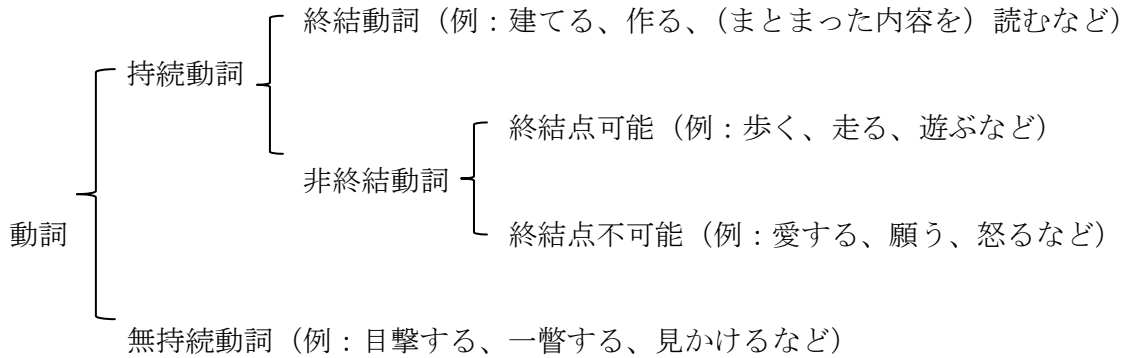 終結動詞（例：建てる、作る、（まとまった内容を）読むなど）
持続動詞
終結点可能（例：歩く、走る、遊ぶなど）
非終結動詞
動詞
終結点不可能（例：愛する、願う、怒るなど）
無持続動詞（例：目撃する、一瞥する、見かけるなど）